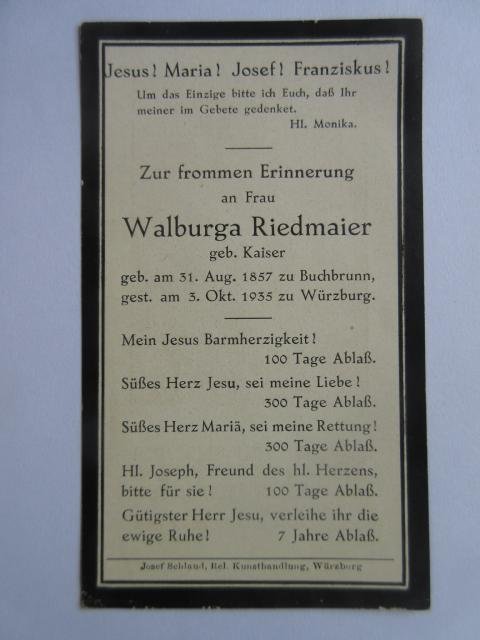 Jesus! Maria! Josef! Franziskus!
Um das Einzige bitte ich Euch, daß Ihr
meiner im Gebete gedenket.
Hl. Monika.
Zur frommen Erinnerung
an Frau
Walburga Riedmaier
geb. Kaiser
geb. am 31. Aug. 1857 zu Buchbrunn,
gest. am 3. Okt. 1935 zu Würzburg.
Mein Jesus Barmherzigkeit!
100 Tage Ablaß.
Süßes Herz Jesu, sei meine Liebe!
300 Tage Ablaß.
Süßes Herz Mariä, sei meine Rettung!
300 Tage Ablaß.
Hl. Joseph, Freund des hl. Herzens,
bitte für sie! 100 Tage Ablaß.
Gütigster Herr Jesu, verleihe ihr die
ewige Ruhe! 7 Jahre Ablaß.
Josef Schlaud, Rel. Kunsthandlung, Würzburg